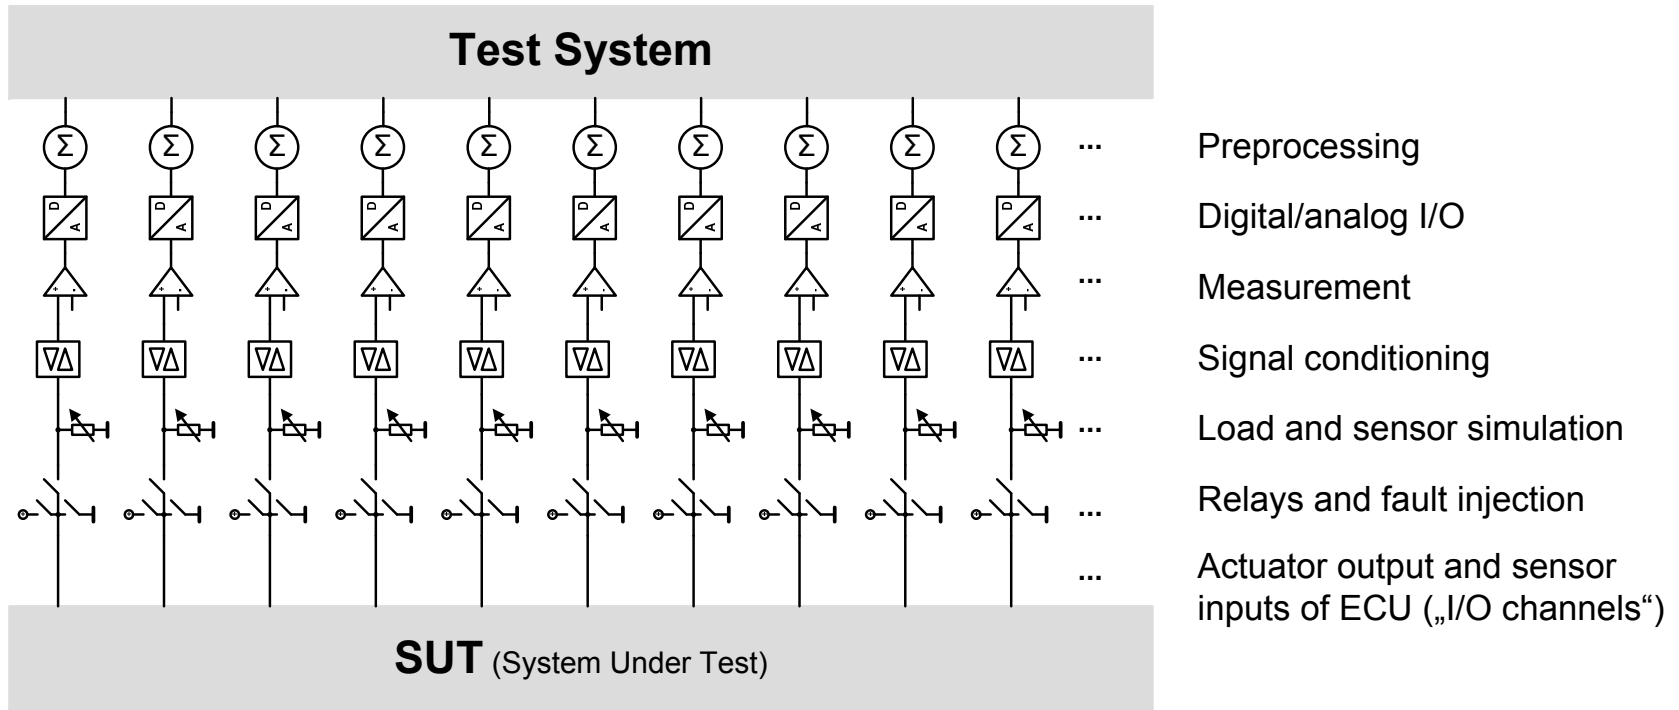 Test System
Σ Σ Σ Σ Σ Σ Σ Σ Σ Σ ... Preprocessing
D D D D D D D D D D
A A A A A A A A A A ... Digital/analog I/O
+ - + - + - + - + - + - + - + - + - + - ... Measurement
... Signal conditioning
... Load and sensor simulation
... Relays and fault injection
... Actuator output and sensor
inputs of ECU („I/O channels“)
SUT (System Under Test)